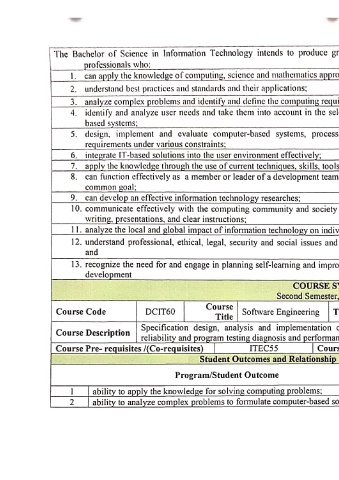 The Bachelor of Science in Information Technology intends to produce gr
professionals who:
1. can apply the knowledge of computing, science and mathematics appro
2. understand best practices and standards and their applications;
3. analyze complex problems and identify and define the computing requi
4. identify and analyze user needs and take them into account in the sel
based systems;
5. design, implement and evaluate computer-based systems, process
requirements under various constraints;
6. integrate IT-based solutions into the user environment effectively;
7. apply the knowledge through the use of current techniques, skills, tools
8. can function effectively as a member or leader of a development team
common goal;
9. can develop an effective information technology researches;
10. communicate effectively with the computing community and society
writing, presentations, and clear instructions;
11. analyze the local and global impact of information technology on indiv
12. understand professional, ethical, legal, security and social issues and
and
13. recognize the need for and engage in planning self-learning and impro
development
COURSE SY
Second Semester,
Course Code DCIT60 Course Title Software Engineering T
Course Description Specification design, analysis and implementation o
reliability and program testing diagnosis and performan
Course Pre- requisites /(Co-requisites) ITEC55 Cours
Student Outcomes and Relationship
Program/Student Outcome
1 ability to apply the knowledge for solving computing problems;
2 ability to analyze complex problems to formulate computer-based so